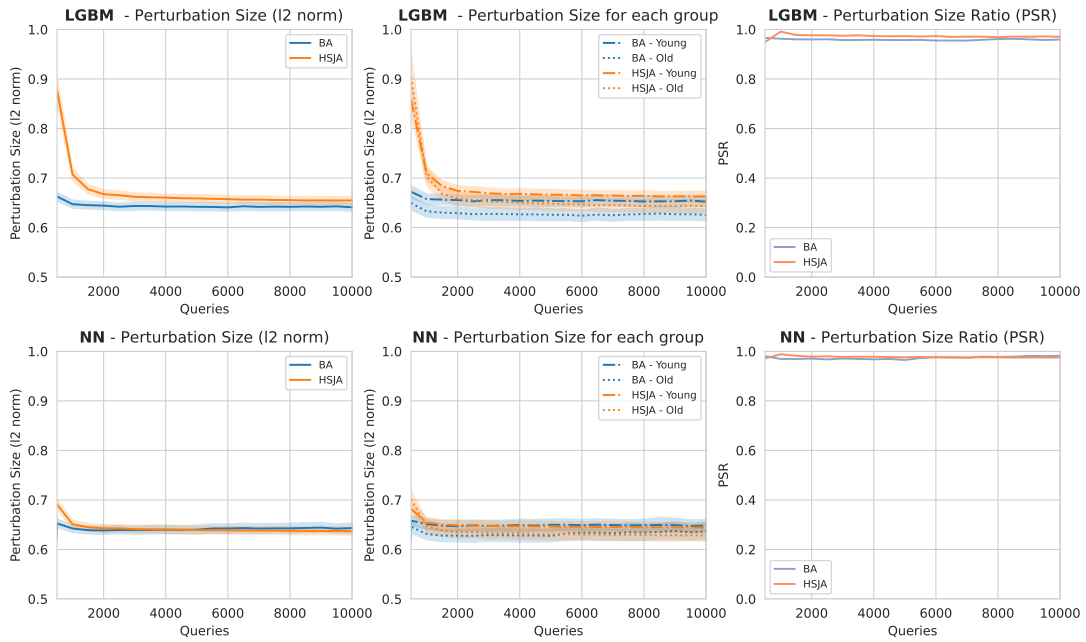 LGBM - Perturbation Size (l2 norm)
1.0
0.9
0.8
0.7
0.6
0.5
Perturbation Size (l2 norm)
2000 4000 6000 8000 10000
Queries
BA
HSJA
LGBM - Perturbation Size for each group
1.0
0.9
0.8
0.7
0.6
0.5
Perturbation Size (l2 norm)
2000 4000 6000 8000 10000
Queries
BA - Young
BA - Old
HSJA - Young
HSJA - Old
LGBM - Perturbation Size Ratio (PSR)
1.0
0.8
0.6
0.4
0.2
0.0
PSR
2000 4000 6000 8000 10000
Queries
BA
HSJA
NN - Perturbation Size (l2 norm)
1.0
0.9
0.8
0.7
0.6
0.5
Perturbation Size (l2 norm)
2000 4000 6000 8000 10000
Queries
BA
HSJA
NN - Perturbation Size for each group
1.0
0.9
0.8
0.7
0.6
0.5
Perturbation Size (l2 norm)
2000 4000 6000 8000 10000
Queries
BA - Young
BA - Old
HSJA - Young
HSJA - Old
NN - Perturbation Size Ratio (PSR)
1.0
0.8
0.6
0.4
0.2
0.0
PSR
2000 4000 6000 8000 10000
Queries
BA
HSJA